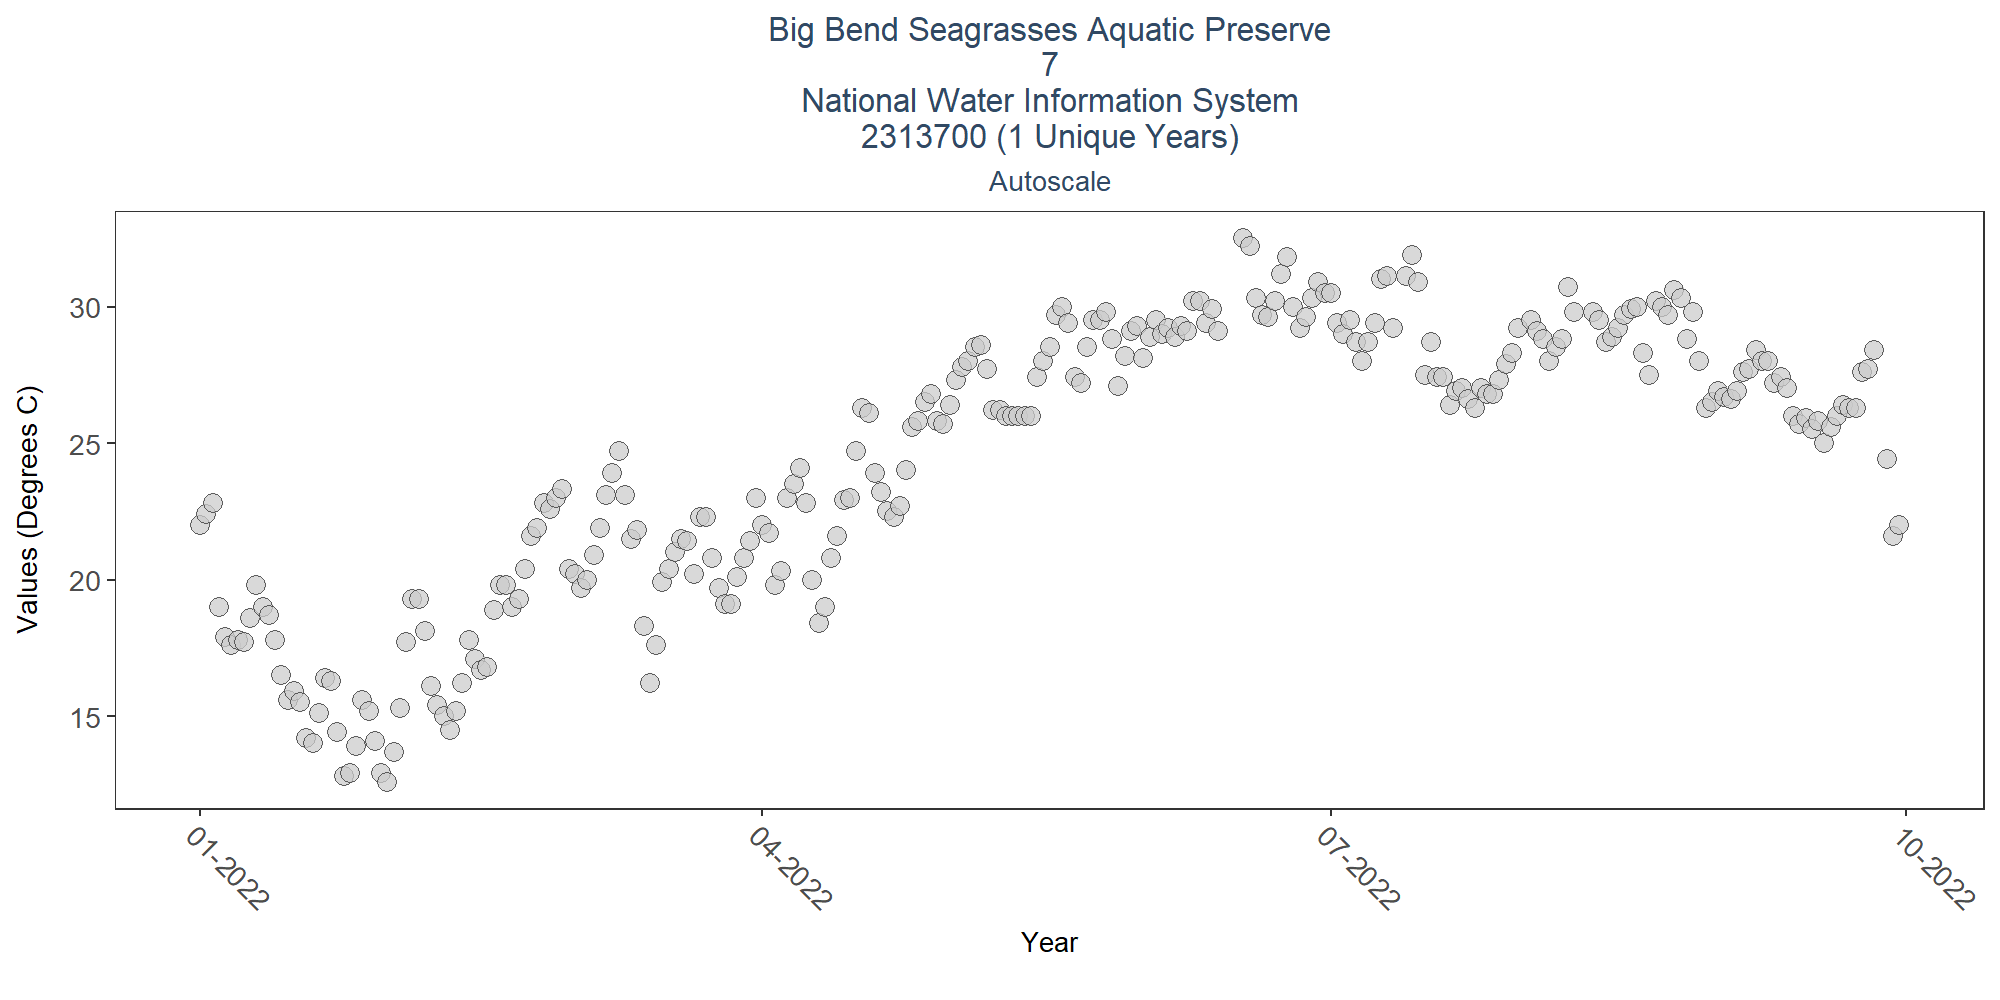 Big Bend Seagrasses Aquatic Preserve
7
National Water Information System
2313700 (1 Unique Years)
Autoscale
Values (Degrees C)
30
25
20
15
01-2022
04-2022
07-2022
10-2022
Year